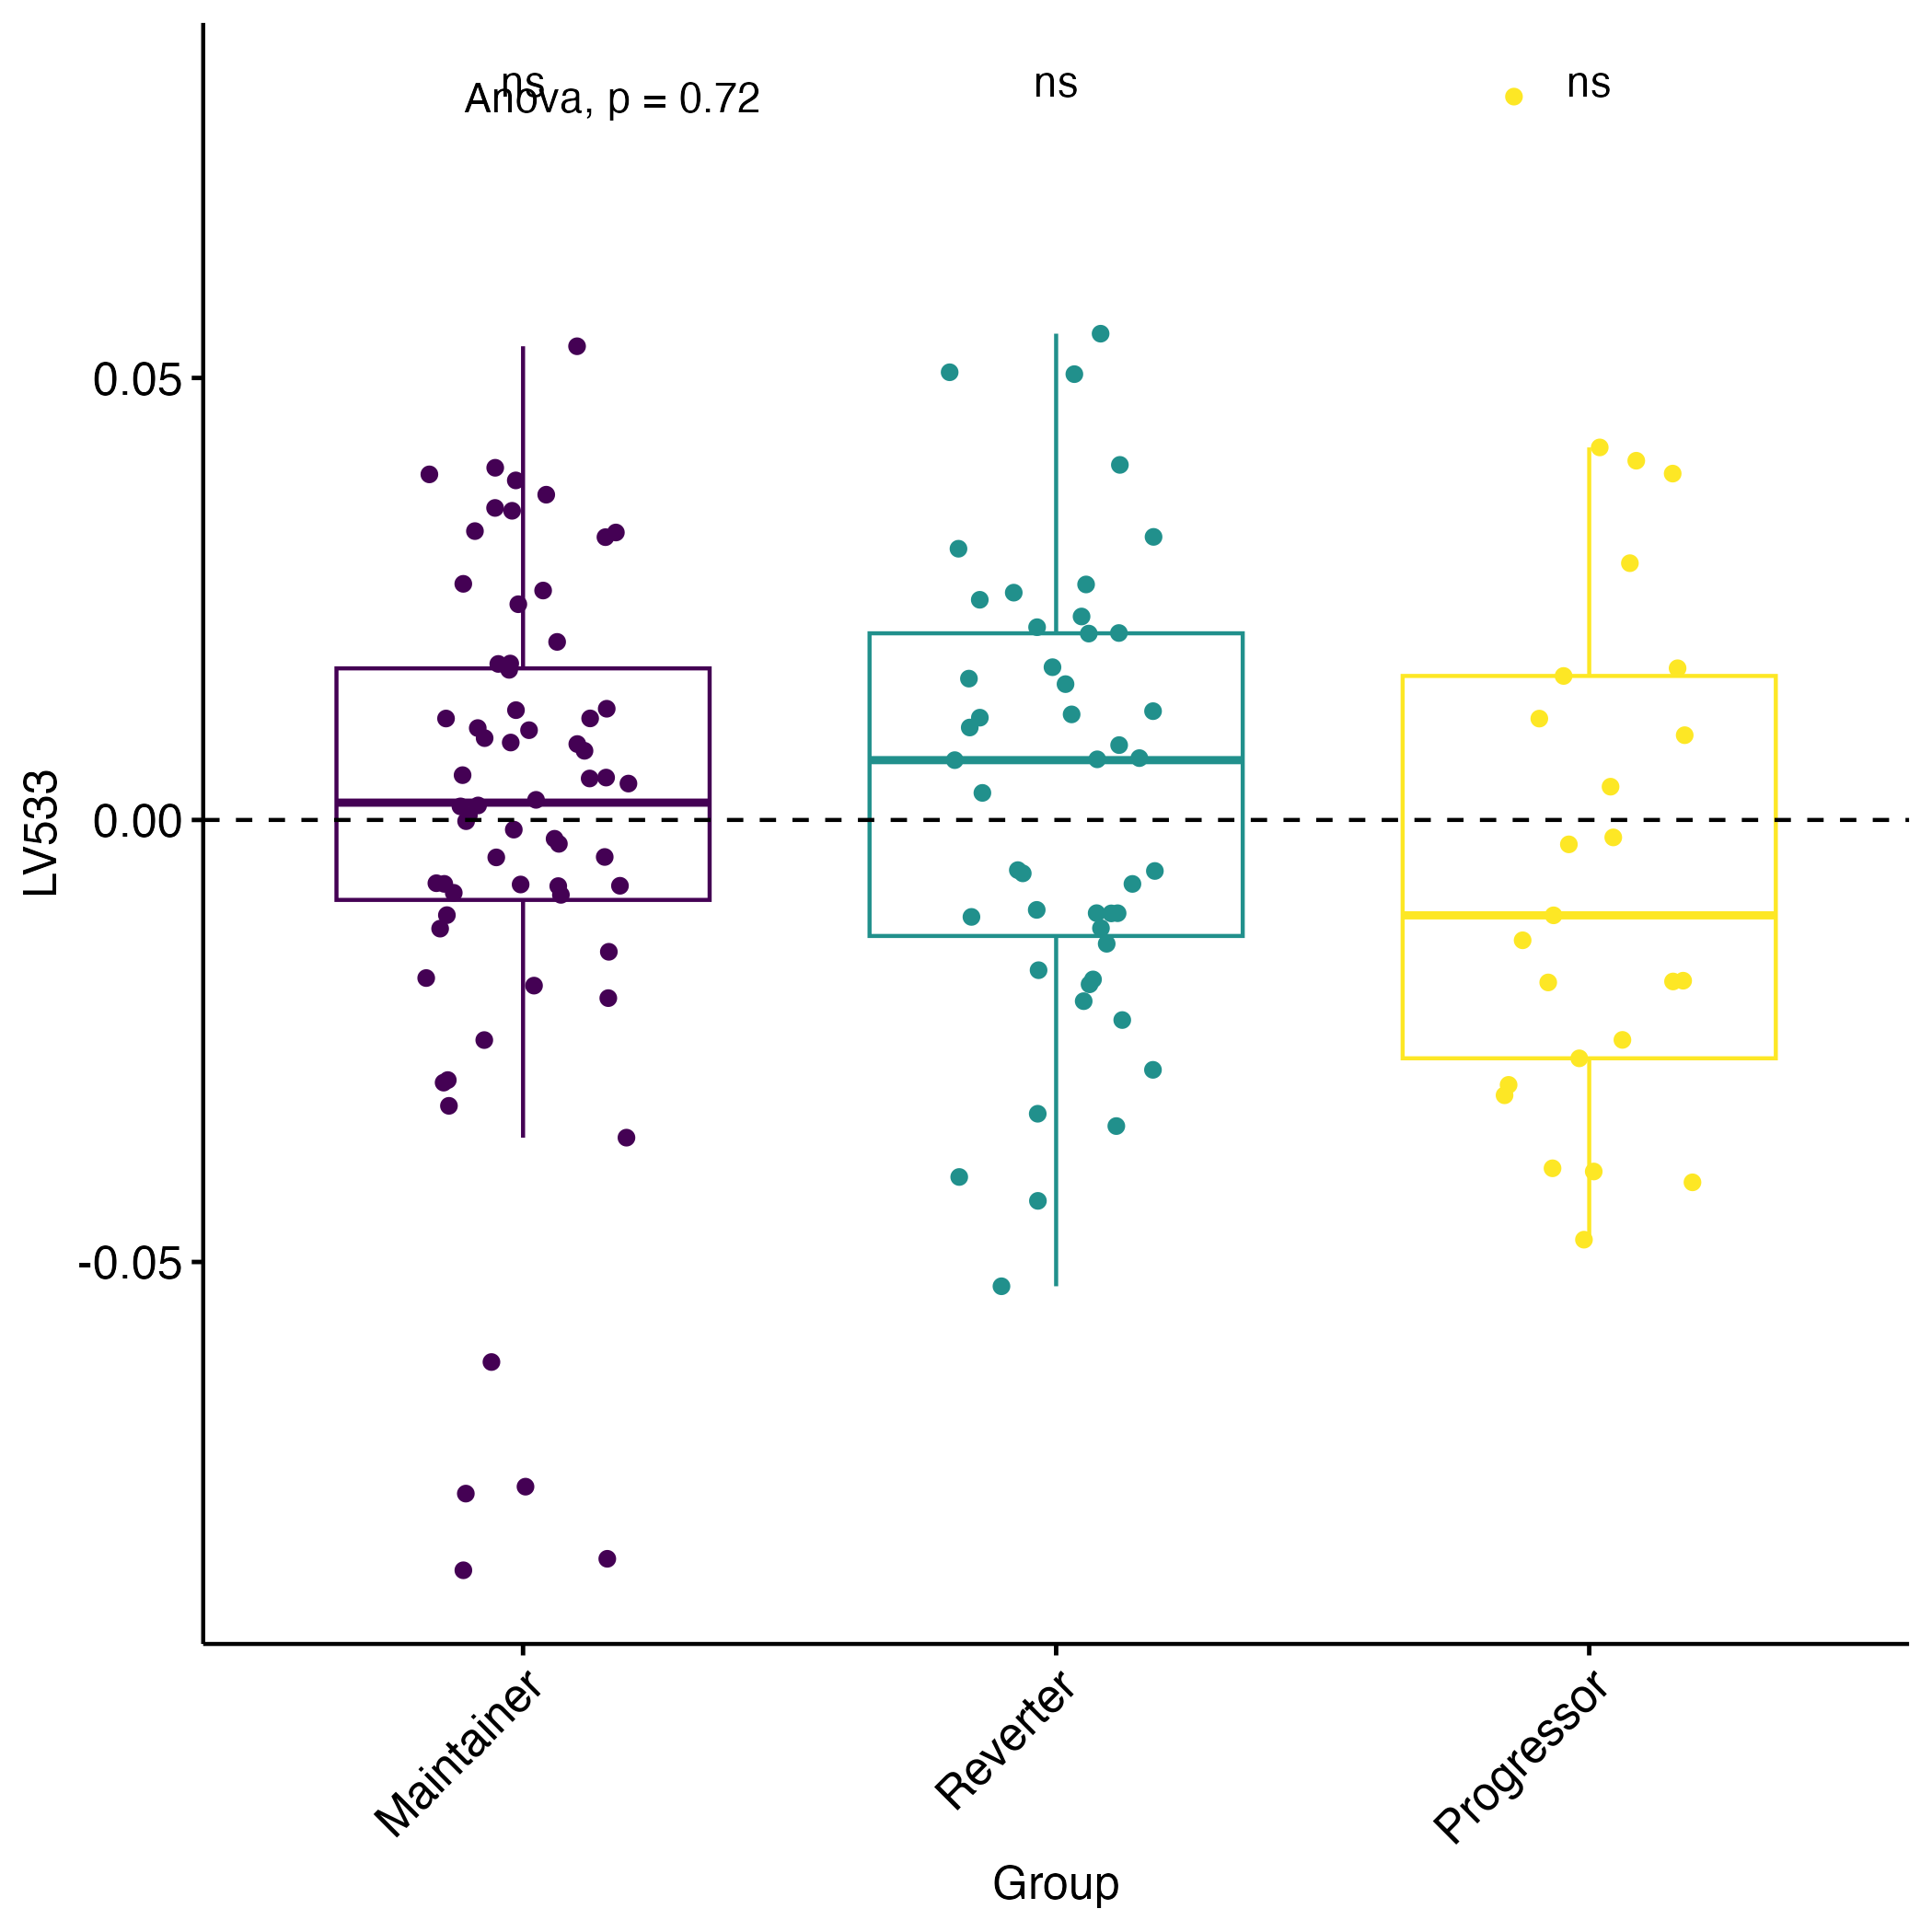 ns
ns
ns
Anova, p = 0.72
0.05
0.00
-0.05
LV533
Maintainer
Reverter
Progressor
Group